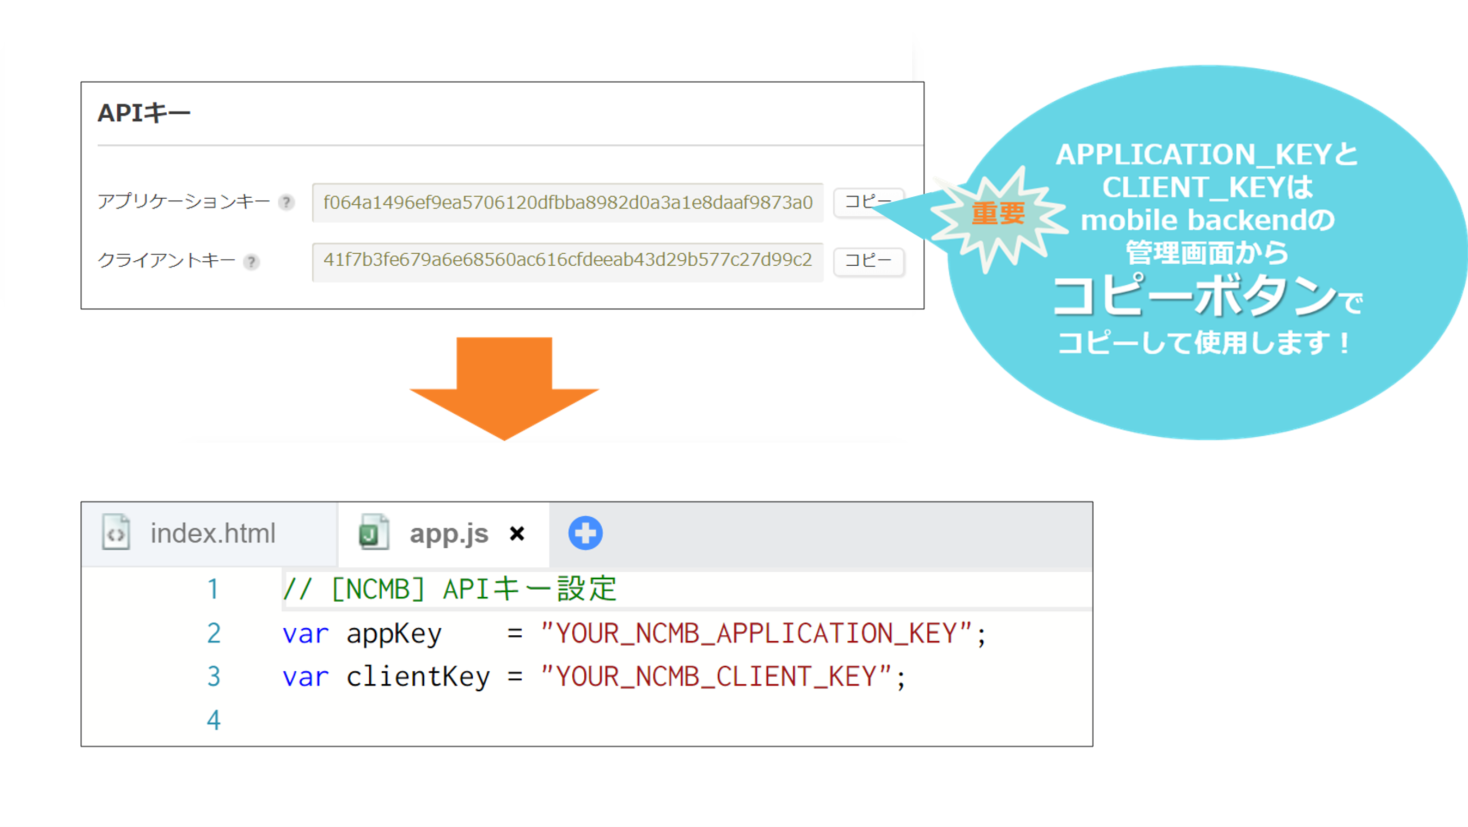 APIキー
アプリケーションキー ? f064a1496ef9ea5706120dfbba8982d0a3a1e8daaf9873a0 コピー
クライアントキー ? 41f7b3fe679a6e68560ac616cfdeeab43d29b577c27d99c2 コピー
重要
APPLICATION_KEYと
CLIENT_KEYは
mobile backendの
管理画面から
コピーボタンで
コピーして使用します！
index.html app.js ×
1 // [NCMB] APIキー設定
2 var appKey    = "YOUR_NCMB_APPLICATION_KEY";
3 var clientKey = "YOUR_NCMB_CLIENT_KEY";
4